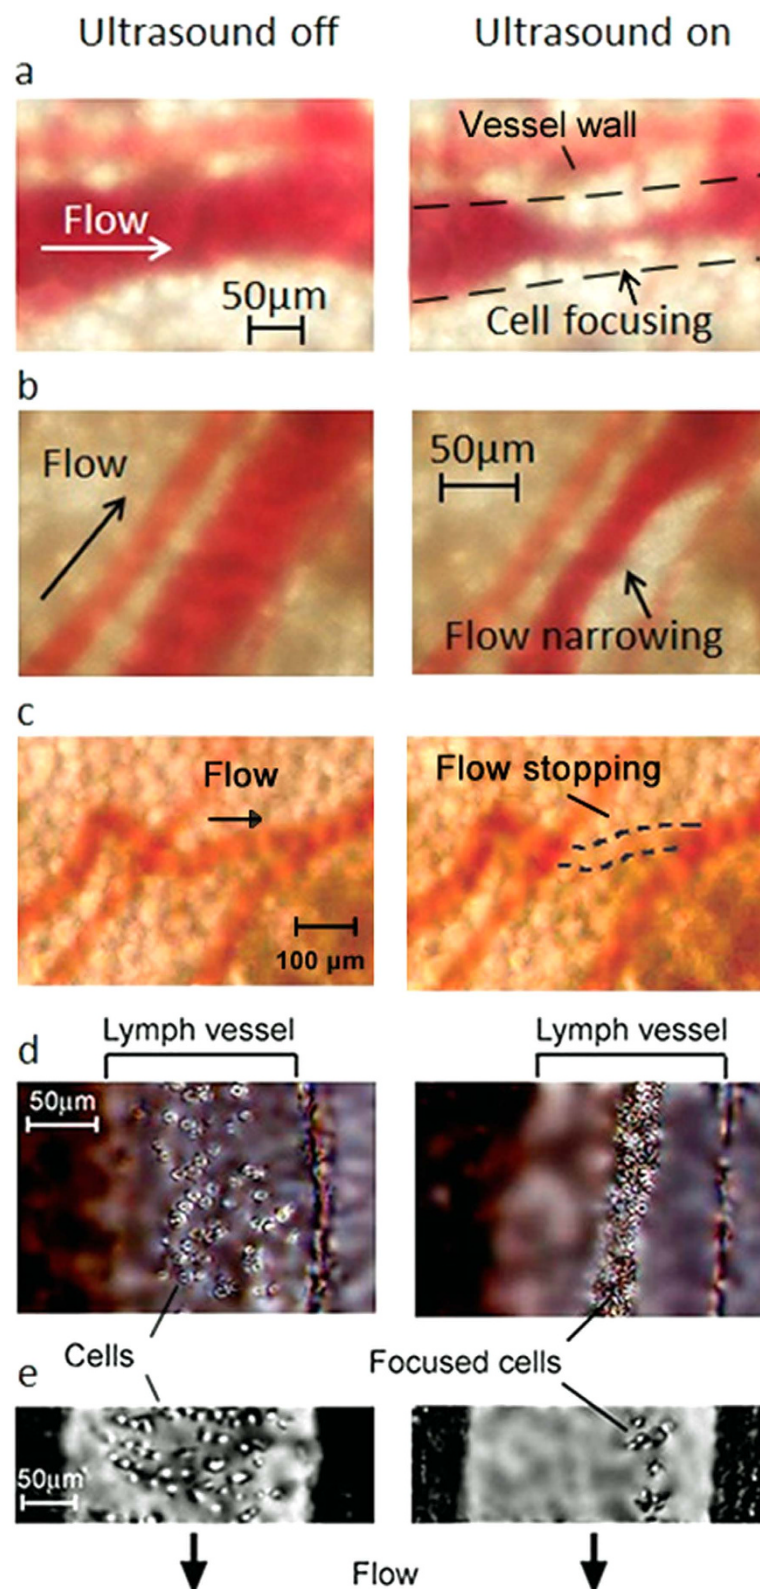 Ultrasound off
Ultrasound on
a
Flow
50µm
Vessel wall
Cell focusing
b
Flow
50µm
Flow narrowing
c
Flow
100 µm
Flow stopping
d
Lymph vessel
Lymph vessel
50µm
Cells
Focused cells
e
50µm
Flow